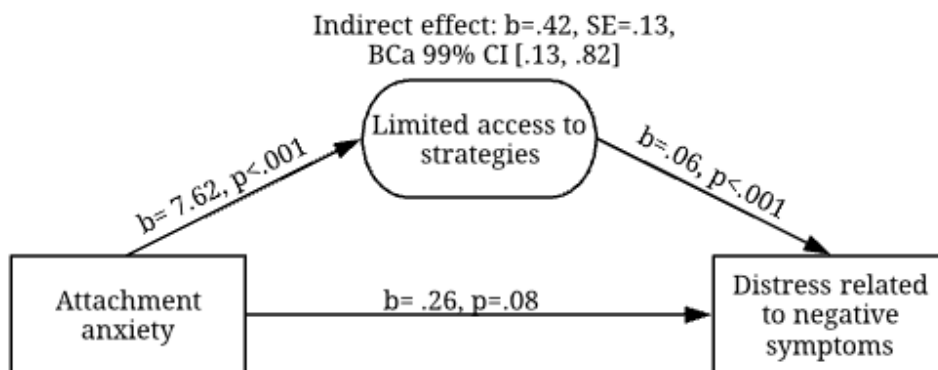 Indirect effect: b=.42, SE=.13,
BCa 99% CI [.13, .82]
Limited access to
strategies
b= 7.62, p<.001
b=.06, p<.001
Attachment
anxiety
b= .26, p=.08
Distress related
to negative
symptoms